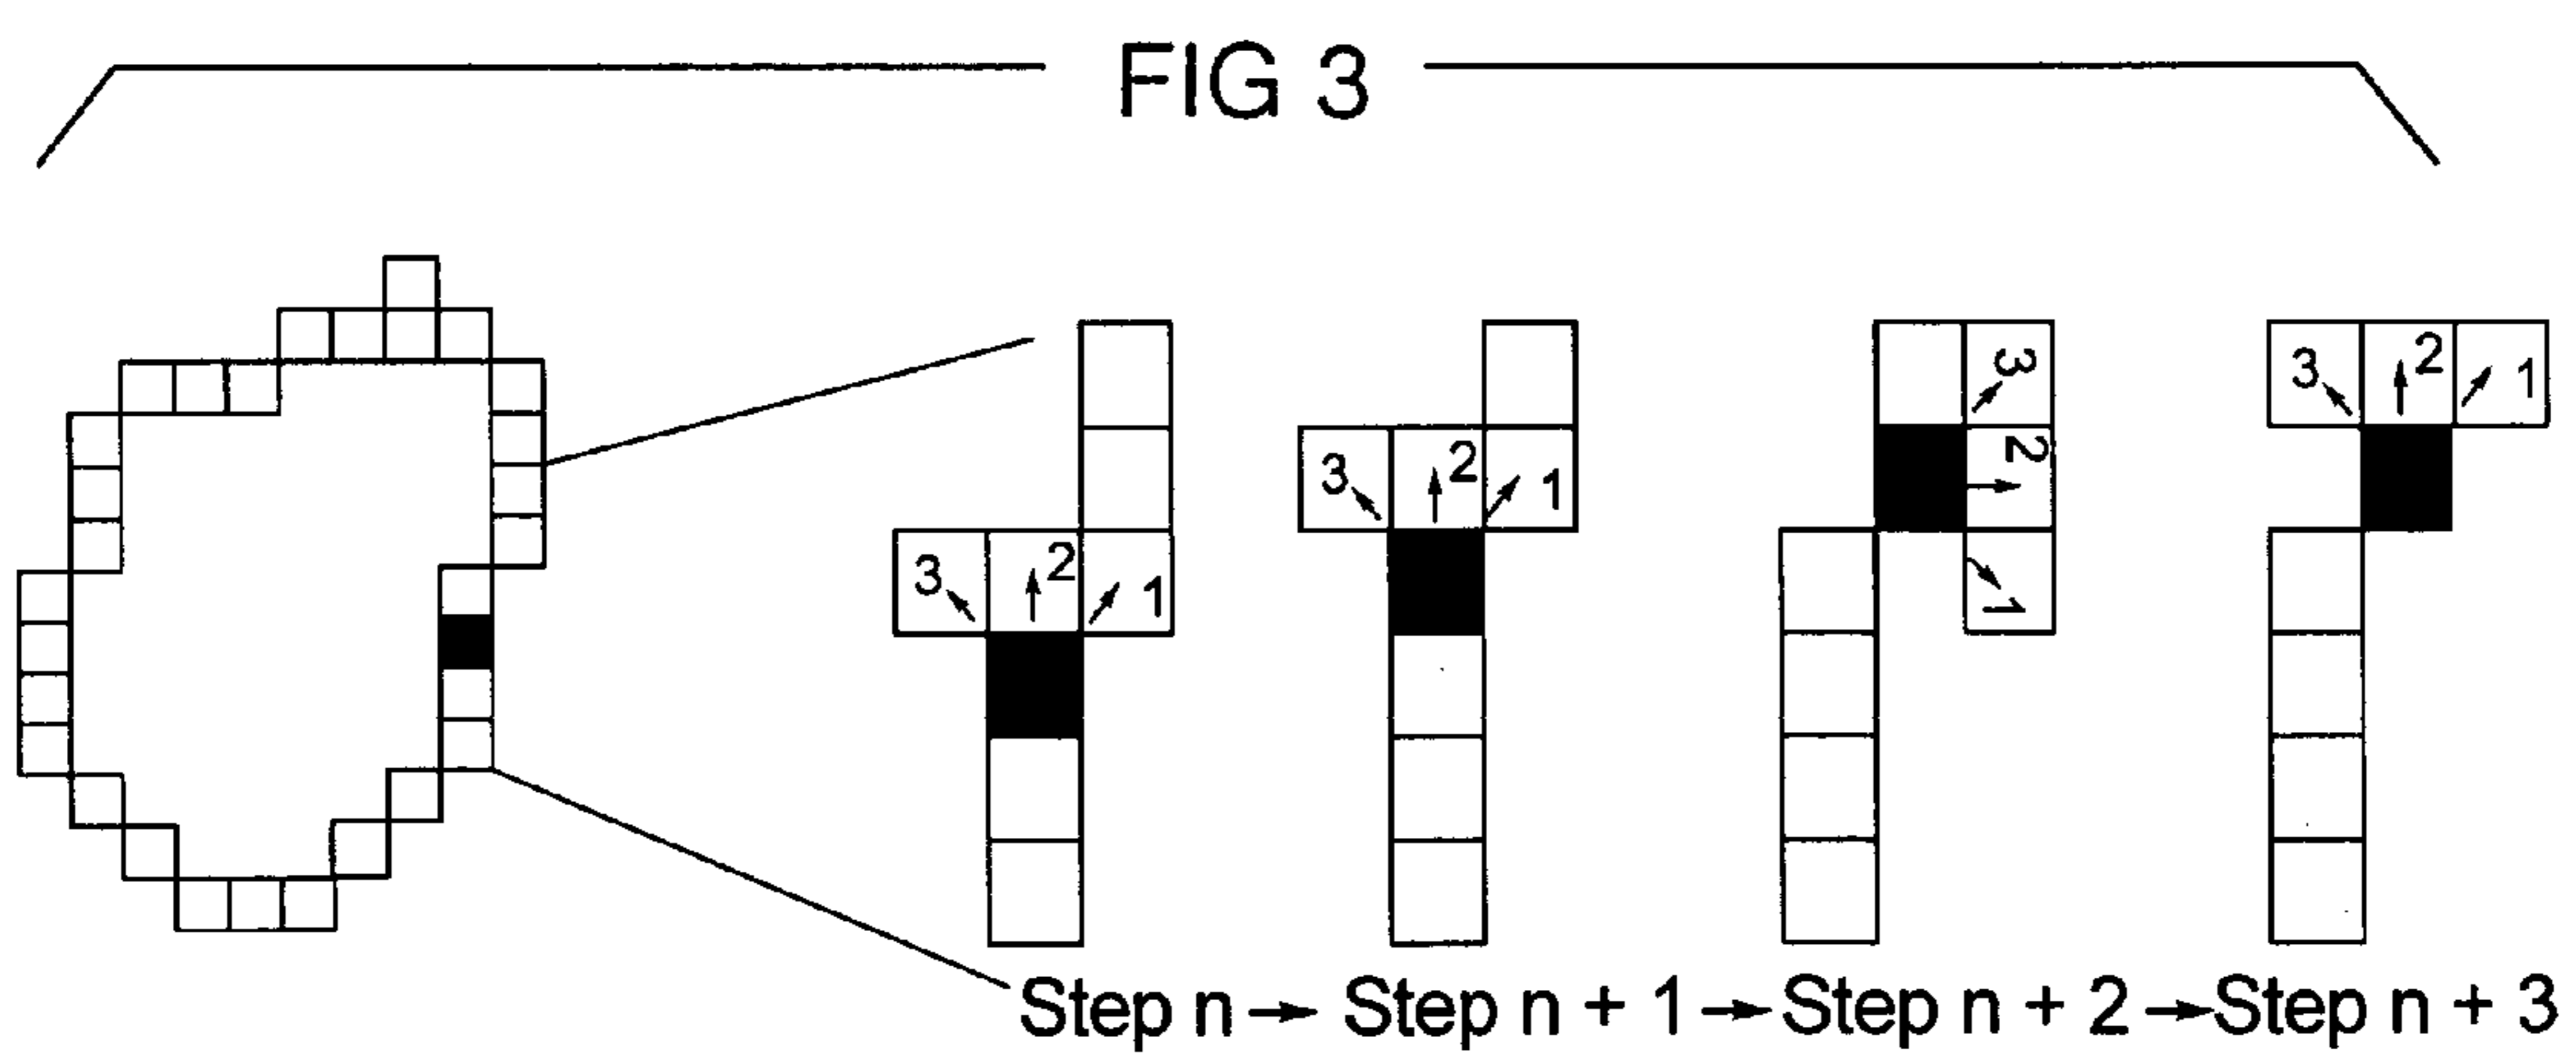 FIG 3
3 2 1
3 2 1
3
2
1
3 2 1
Step n → Step n + 1 → Step n + 2 → Step n + 3